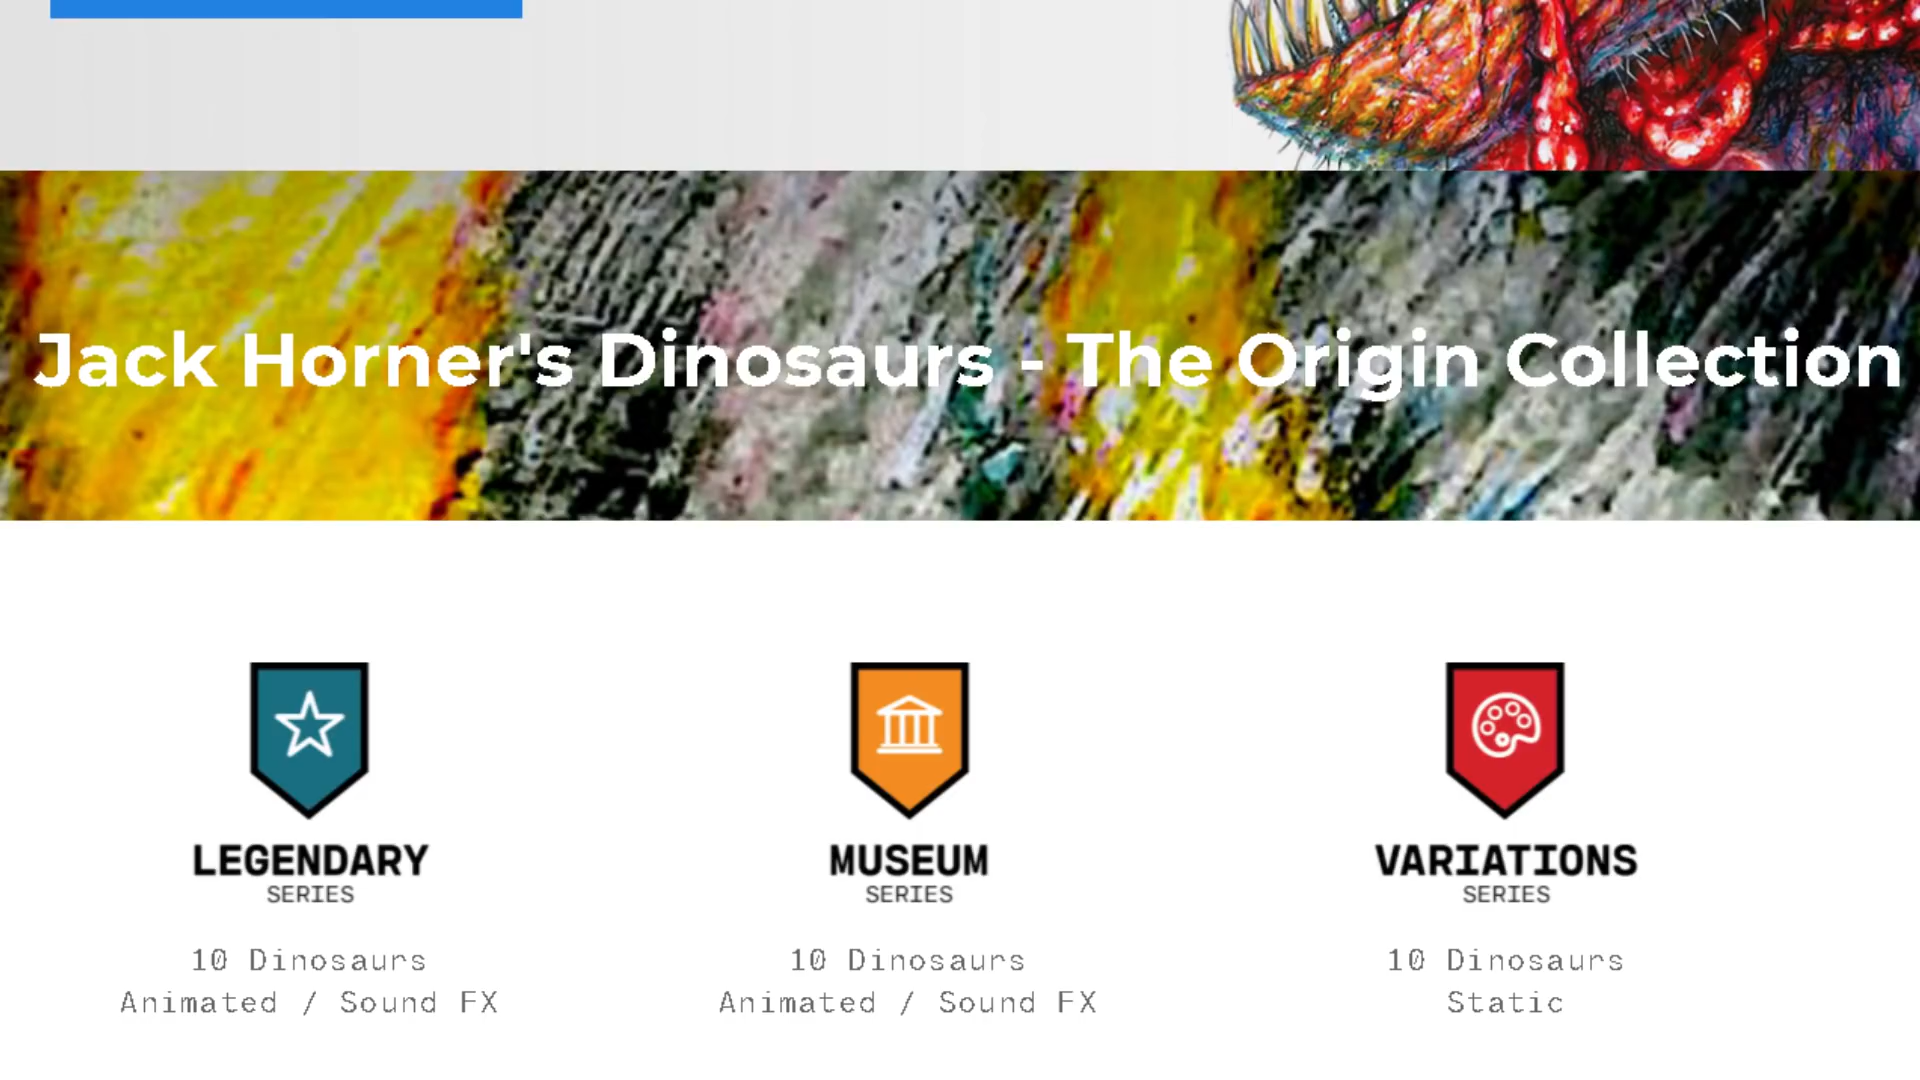 Jack Horner's Dinosaurs - The Origin Collection
LEGENDARY
SERIES
10 Dinosaurs
Animated / Sound FX
MUSEUM
SERIES
10 Dinosaurs
Animated / Sound FX
VARIATIONS
SERIES
10 Dinosaurs
Static